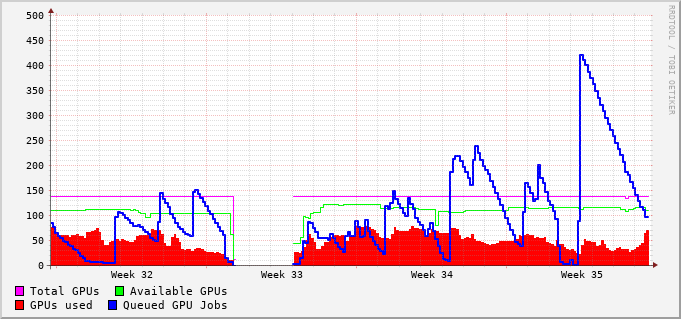 500
450
400
350
300
250
200
150
100
50
0
Week 32 Week 33 Week 34 Week 35
Total GPUs Available GPUs
GPUs used Queued GPU Jobs
RRDTOOL / TOBI OETIKER